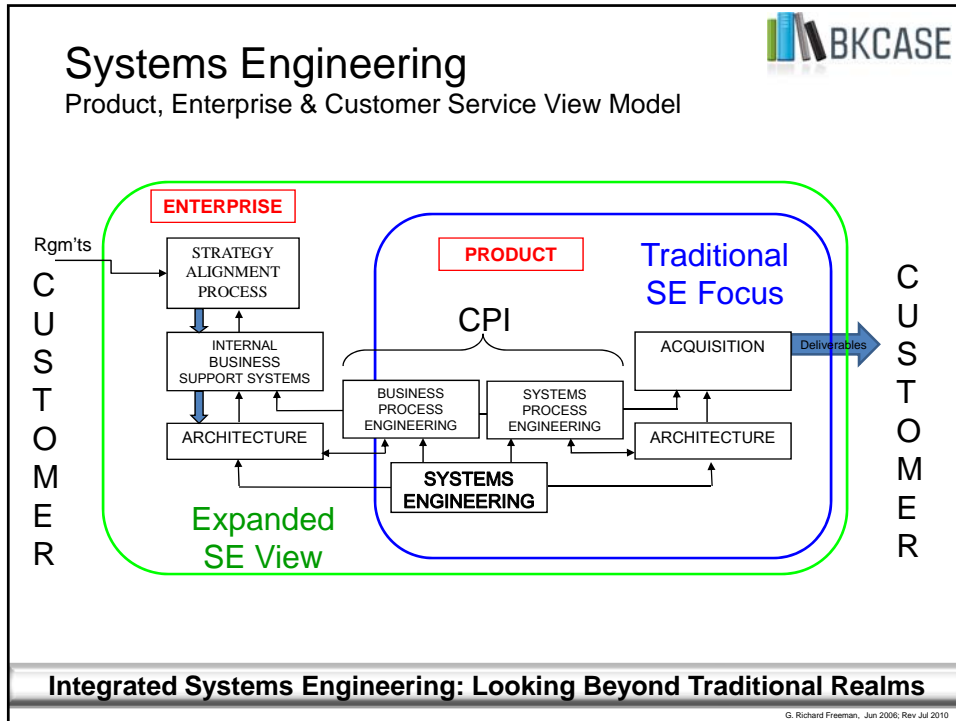 Systems Engineering
Product, Enterprise & Customer Service View Model
BKCASE
ENTERPRISE
Rgm'ts
CUSTOMER
STRATEGY
ALIGNMENT
PROCESS
INTERNAL
BUSINESS
SUPPORT SYSTEMS
ARCHITECTURE
Expanded
SE View
PRODUCT
Traditional
SE Focus
CPI
BUSINESS
PROCESS
ENGINEERING
SYSTEMS
PROCESS
ENGINEERING
SYSTEMS
ENGINEERING
ACQUISITION
ARCHITECTURE
Deliverables
CUSTOMER
Integrated Systems Engineering: Looking Beyond Traditional Realms
G. Richard Freeman, Jun 2006; Rev Jul 2010